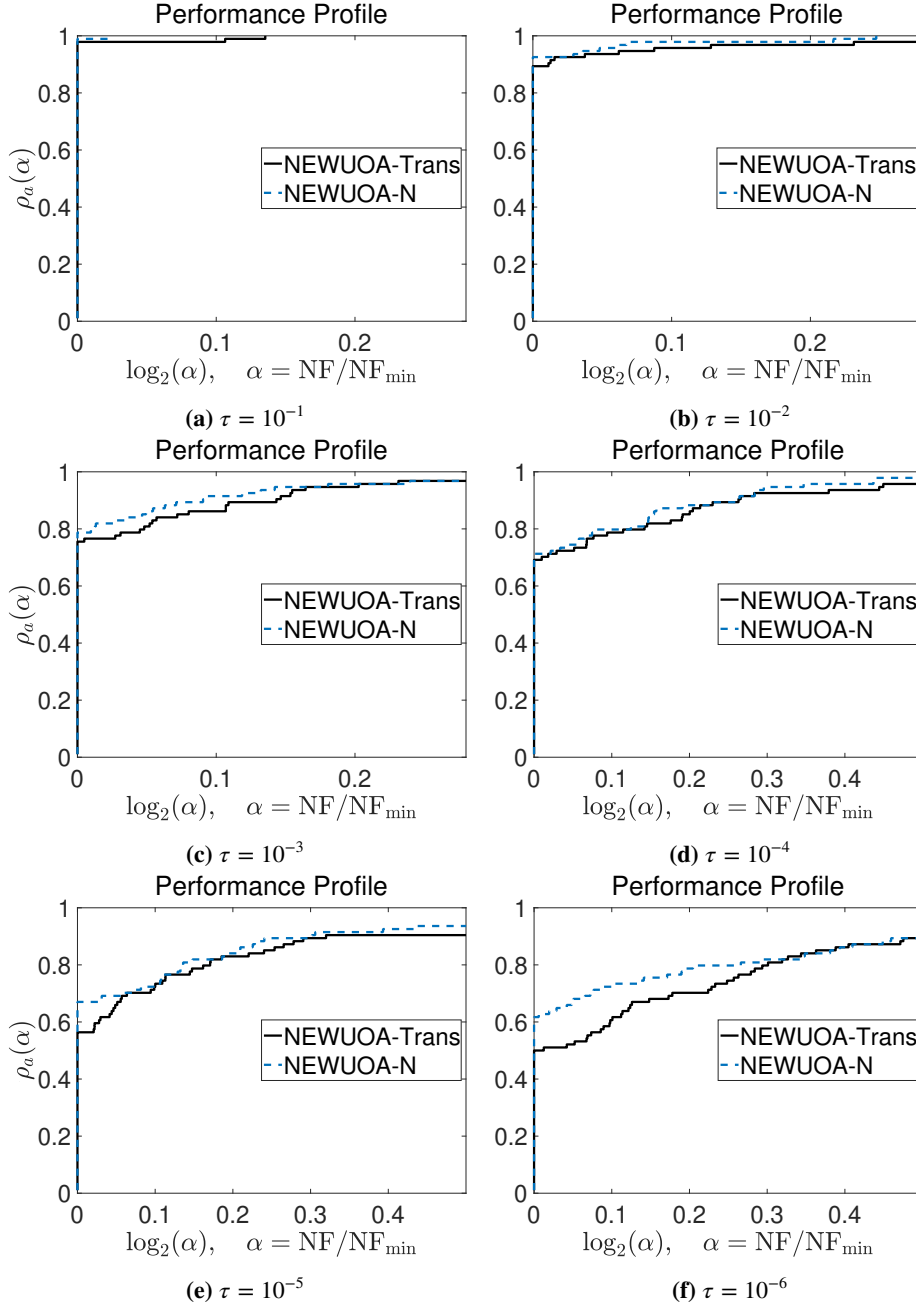 Performance Profile
1
0.8
0.6
0.4
0.2
0
ρₐ(α)
NEWUOA-Trans
NEWUOA-N
0 0.1 0.2
log₂(α), α = NF/NF_min
(a) τ = 10⁻¹
Performance Profile
1
0.8
0.6
0.4
0.2
0
NEWUOA-Trans
NEWUOA-N
0 0.1 0.2
log₂(α), α = NF/NF_min
(b) τ = 10⁻²
Performance Profile
1
0.8
0.6
0.4
0.2
0
ρₐ(α)
NEWUOA-Trans
NEWUOA-N
0 0.1 0.2
log₂(α), α = NF/NF_min
(c) τ = 10⁻³
Performance Profile
1
0.8
0.6
0.4
0.2
0
NEWUOA-Trans
NEWUOA-N
0 0.1 0.2 0.3 0.4
log₂(α), α = NF/NF_min
(d) τ = 10⁻⁴
Performance Profile
1
0.8
0.6
0.4
0.2
0
ρₐ(α)
NEWUOA-Trans
NEWUOA-N
0 0.1 0.2 0.3 0.4
log₂(α), α = NF/NF_min
(e) τ = 10⁻⁵
Performance Profile
1
0.8
0.6
0.4
0.2
0
NEWUOA-Trans
NEWUOA-N
0 0.1 0.2 0.3 0.4
log₂(α), α = NF/NF_min
(f) τ = 10⁻⁶